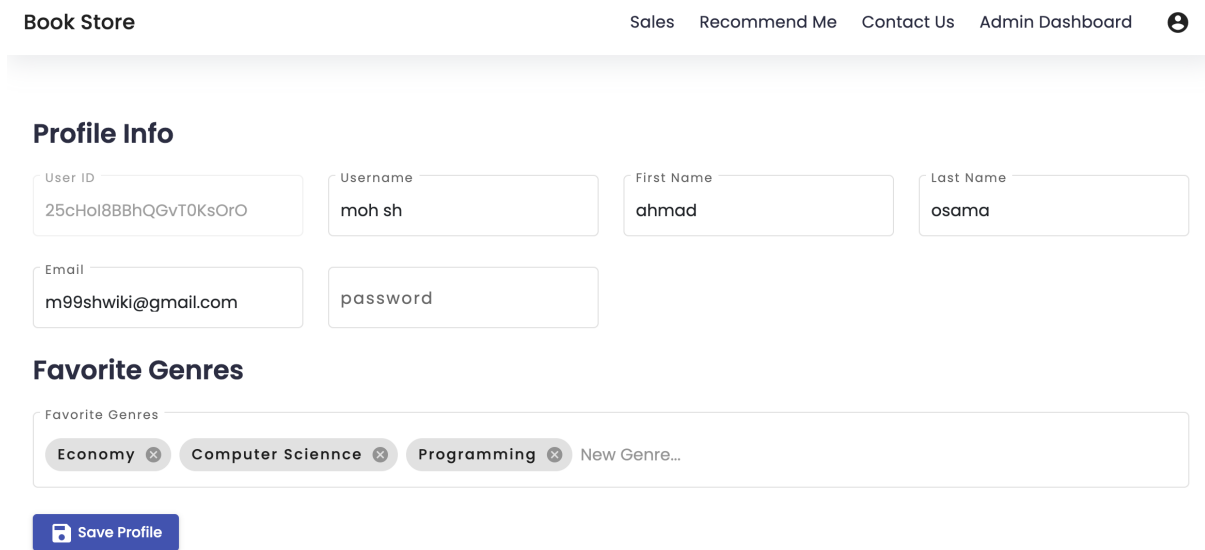 Book Store Sales Recommend Me Contact Us Admin Dashboard
Profile Info
User ID Username First Name Last Name
25cHoI8BBhQGvT0KsOrO moh sh ahmad osama
Email
m99shwiki@gmail.com password
Favorite Genres
Favorite Genres
Economy Computer Sciennce Programming New Genre...
Save Profile